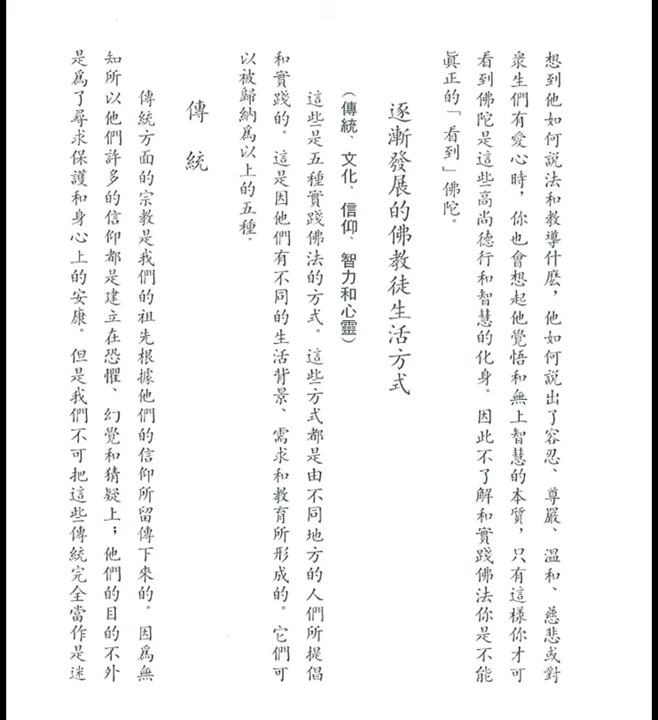 想到他如何說法和教導什麽，他如何說出了容忍、尊嚴、溫和、慈悲或對
衆生們有愛心時，你也會想起他覺悟和無上智慧的本質，只有這樣你才可
看到佛陀是這些高尚德行和智慧的化身。因此不了解和實踐佛法你是不能
眞正的「看到」佛陀。
逐漸發展的佛教徒生活方式
（傳統、文化、信仰、智力和心靈）
這些是五種實踐佛法的方式。這些方式都是由不同地方的人們所提倡
和實踐的。這是因他們有不同的生活背景、需求和教育所形成的。它們可
以被歸納爲以上的五種。
傳統
傳統方面的宗教是我們的祖先根據他們的信仰所留傳下來的。因爲無
知所以他們許多的信仰都是建立在恐懼、幻覺和猜疑上；他們的目的不外
是爲了尋求保護和身心上的安康。但是我們不可把這些傳統完全當作是迷